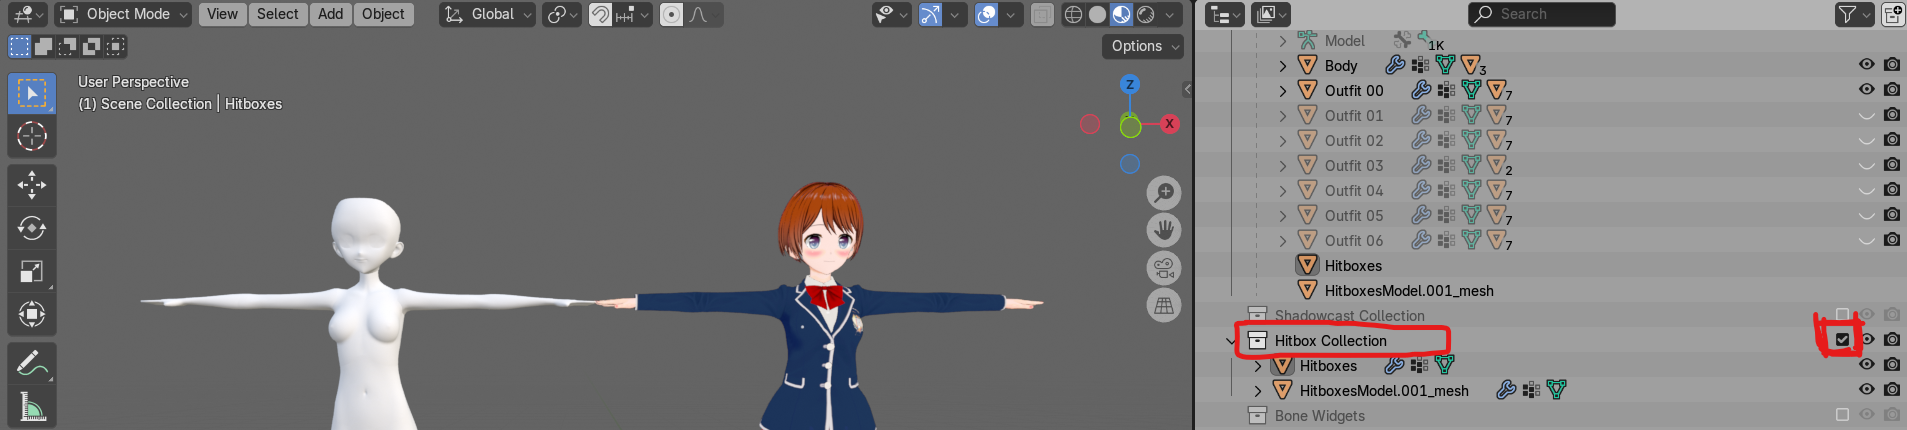 Object Mode View Select Add Object Global Search
Options
User Perspective
(1) Scene Collection | Hitboxes
Z
X
Model 1K
Body 3
Outfit 00 7
Outfit 01 7
Outfit 02 7
Outfit 03 2
Outfit 04 7
Outfit 05 7
Outfit 06 7
Hitboxes
HitboxesModel.001_mesh
Shadowcast Collection
Hitbox Collection
Hitboxes
HitboxesModel.001_mesh
Bone Widgets